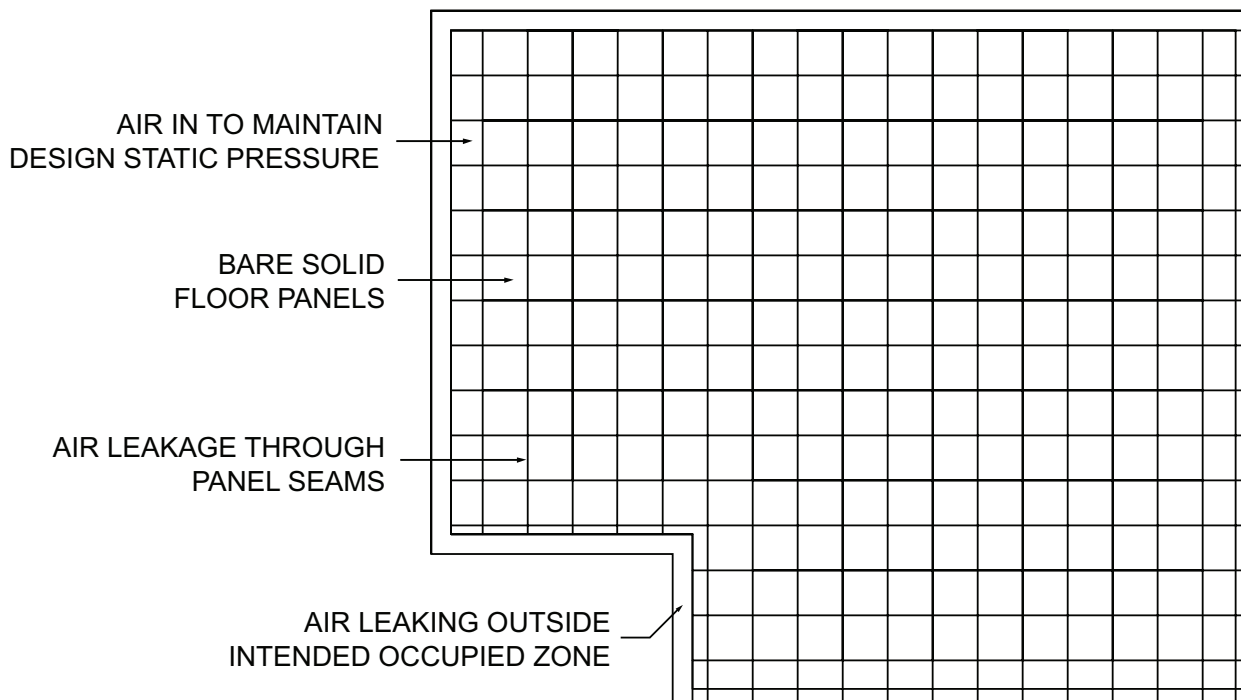 AIR IN TO MAINTAIN
DESIGN STATIC PRESSURE
BARE SOLID
FLOOR PANELS
AIR LEAKAGE THROUGH
PANEL SEAMS
AIR LEAKING OUTSIDE
INTENDED OCCUPIED ZONE